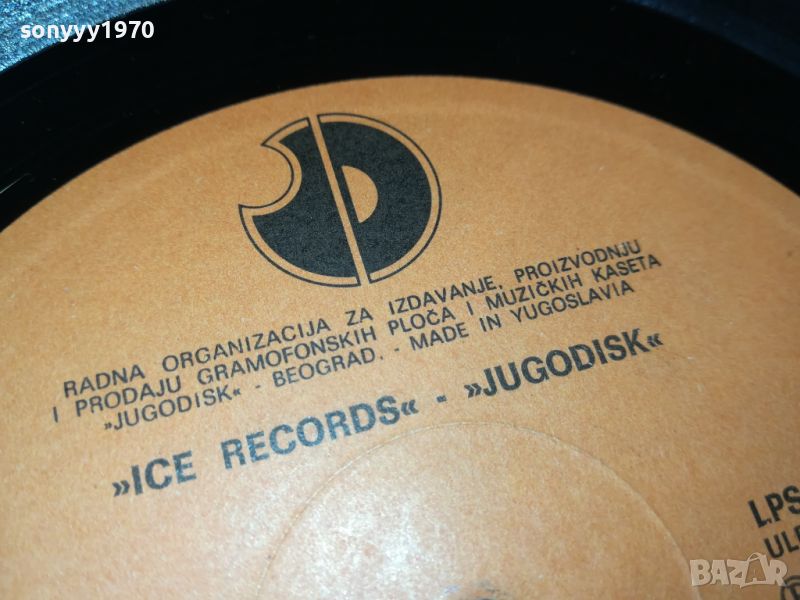 sonyyy1970
RADNA ORGANIZACIJA ZA IZDAVANJE, PROIZVODNJU
I PRODAJU GRAMOFONSKIH PLOČA I MUZIČKIH KASETA
»JUGODISK« - BEOGRAD. - MADE IN YUGOSLAVIA
»ICE RECORDS« - »JUGODISK«
LPS
BAZAR